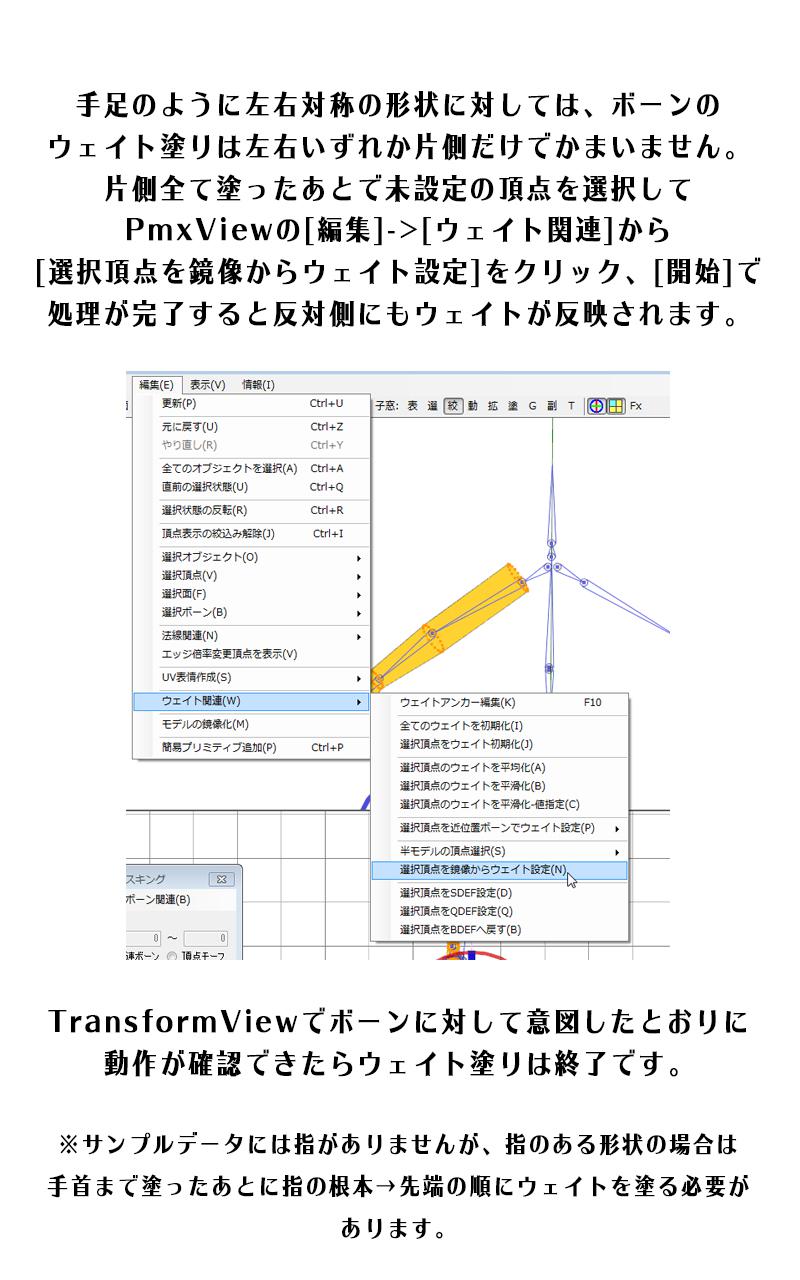 手足のように左右対称の形状に対しては、ボーンの
ウェイト塗りは左右いずれか片側だけでかまいません。
片側全て塗ったあとで未設定の頂点を選択して
PmxViewの[編集]->[ウェイト関連]から
[選択頂点を鏡像からウェイト設定]をクリック、[開始]で
処理が完了すると反対側にもウェイトが反映されます。
編集(E) 表示(V) 情報(I)
子窓: 表 選 絞 動 拡 塗 G 副 T Fx
更新(P) Ctrl+U
元に戻す(U) Ctrl+Z
やり直し(R) Ctrl+Y
全てのオブジェクトを選択(A) Ctrl+A
直前の選択状態(U) Ctrl+Q
選択状態の反転(R) Ctrl+R
頂点表示の絞込み解除(J) Ctrl+I
選択オブジェクト(O)
選択頂点(V)
選択面(F)
選択ボーン(B)
法線関連(N)
エッジ倍率変更頂点を表示(V)
UV表情作成(S)
ウェイト関連(W)
モデルの鏡像化(M)
簡易プリミティブ追加(P) Ctrl+P
ウェイトアンカー編集(K) F10
全てのウェイトを初期化(I)
選択頂点をウェイト初期化(J)
選択頂点のウェイトを平均化(A)
選択頂点のウェイトを平滑化(B)
選択頂点のウェイトを平滑化-値指定(C)
選択頂点を近位置ボーンでウェイト設定(P)
半モデルの頂点選択(S)
選択頂点を鏡像からウェイト設定(N)
選択頂点をSDEF設定(D)
選択頂点をQDEF設定(Q)
選択頂点をBDEFへ戻す(B)
スキング
ボーン関連(B)
0 ～ 0
連ボーン 頂点モーフ
TransformViewでボーンに対して意図したとおりに
動作が確認できたらウェイト塗りは終了です。
※サンプルデータには指がありませんが、指のある形状の場合は
手首まで塗ったあとに指の根本→先端の順にウェイトを塗る必要が
あります。